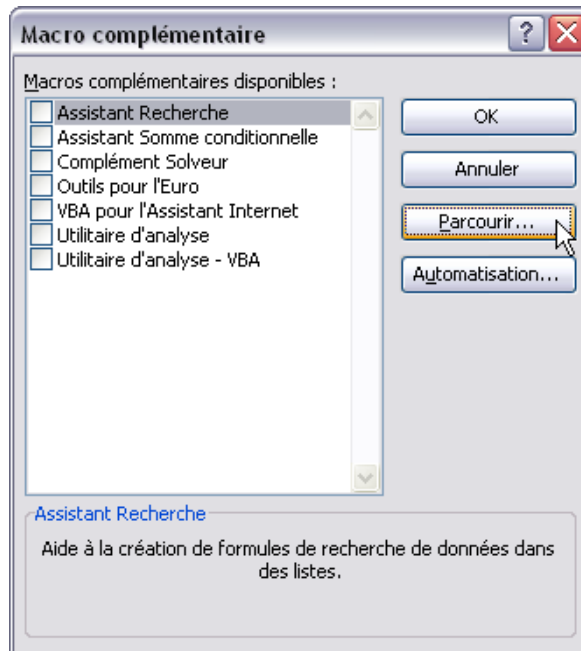 Macro complémentaire
Macros complémentaires disponibles :
Assistant Recherche
Assistant Somme conditionnelle
Complément Solveur
Outils pour l'Euro
VBA pour l'Assistant Internet
Utilitaire d'analyse
Utilitaire d'analyse - VBA
OK
Annuler
Parcourir...
Automatisation...
Assistant Recherche
Aide à la création de formules de recherche de données dans
des listes.